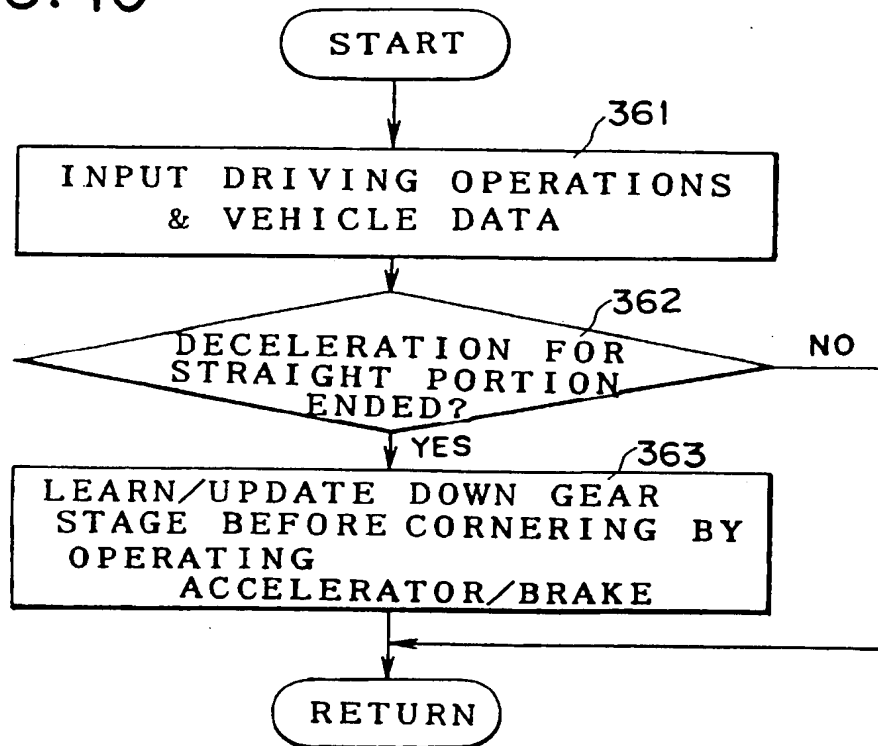 START
361
INPUT DRIVING OPERATIONS
& VEHICLE DATA
362
DECELERATION FOR
STRAIGHT PORTION
ENDED?
NO
YES
363
LEARN/UPDATE DOWN GEAR
STAGE BEFORE CORNERING BY
OPERATING
ACCELERATOR/BRAKE
RETURN